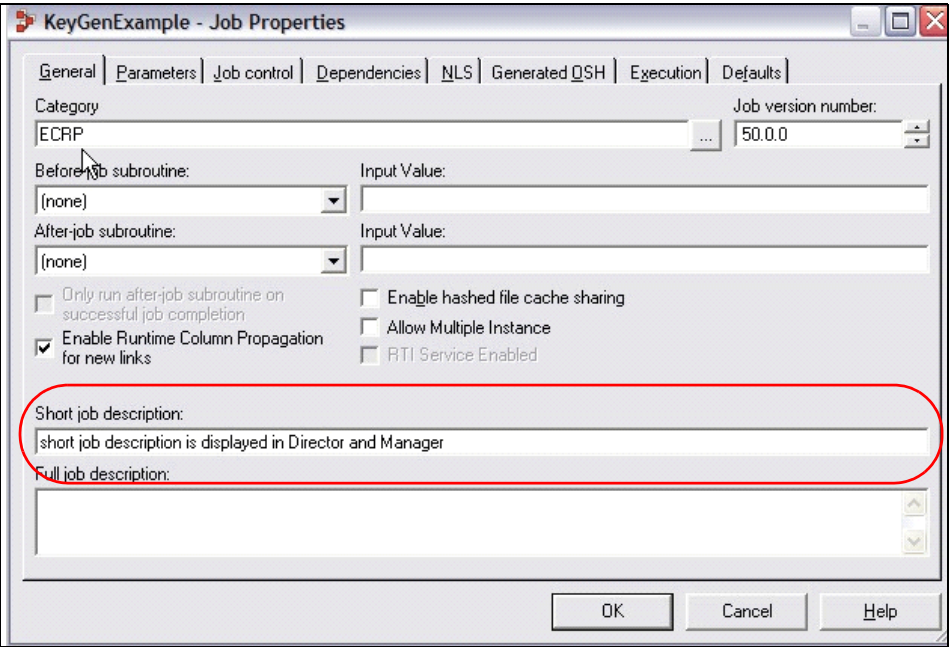 KeyGenExample - Job Properties
General Parameters Job control Dependencies NLS Generated OSH Execution Defaults
Category Job version number:
ECRP ... 50.0.0
Before-job subroutine: Input Value:
(none)
After-job subroutine: Input Value:
(none)
Only run after-job subroutine on
successful job completion
Enable hashed file cache sharing
Enable Runtime Column Propagation
for new links
Allow Multiple Instance
RTI Service Enabled
Short job description:
short job description is displayed in Director and Manager
Full job description:
OK Cancel Help